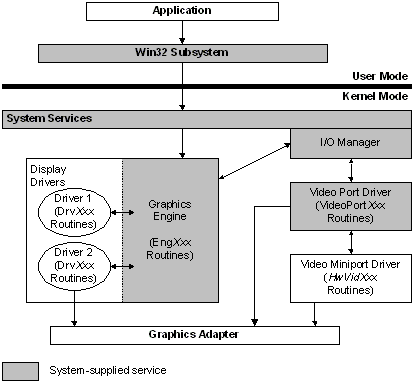 Application
Win32 Subsystem
User Mode
Kernel Mode
System Services
I/O Manager
Display
Drivers
Driver 1
(DrvXxx
Routines)
Driver 2
(DrvXxx
Routines)
Graphics
Engine
(EngXxx
Routines)
Video Port Driver
(VideoPortXxx
Routines)
Video Miniport Driver
(HwVidXxx
Routines)
Graphics Adapter
System-supplied service